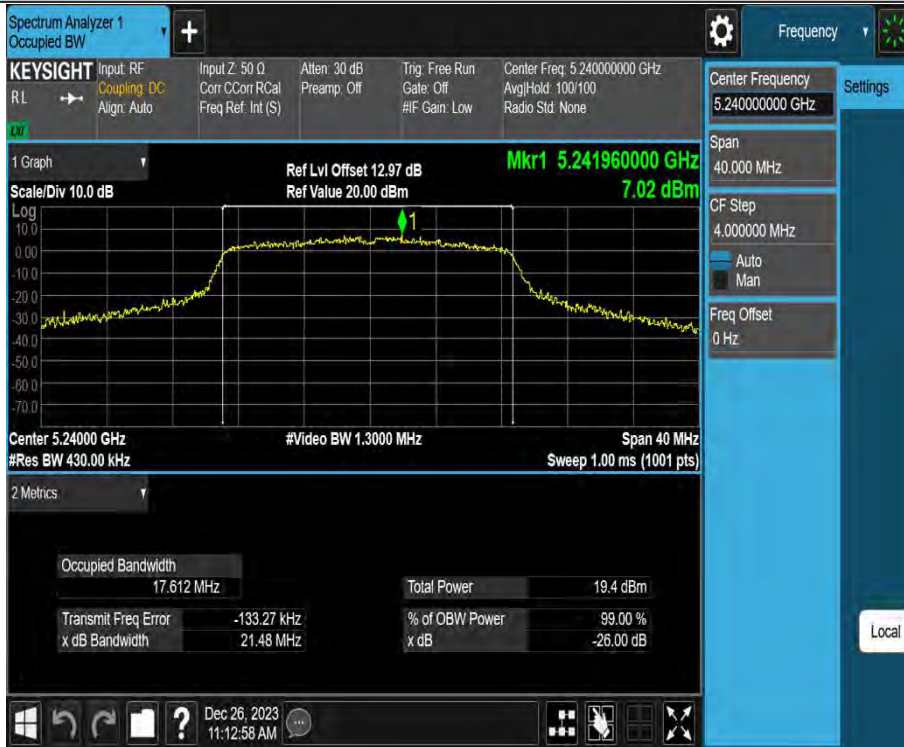 Spectrum Analyzer 1
Occupied BW
+
Frequency
KEYSIGHT
RL
LXI
Input: RF
Coupling: DC
Align: Auto
Input Z: 50 Ω
Corr CCorr RCal
Freq Ref: Int (S)
Atten: 30 dB
Preamp: Off
Trig: Free Run
Gate: Off
#IF Gain: Low
Center Freq: 5.240000000 GHz
Avg|Hold: 100/100
Radio Std: None
Center Frequency
5.240000000 GHz
Settings
Span
40.000 MHz
CF Step
4.000000 MHz
Auto
Man
Freq Offset
0 Hz
1 Graph
Scale/Div 10.0 dB
Ref Lvl Offset 12.97 dB
Ref Value 20.00 dBm
Mkr1 5.241960000 GHz
7.02 dBm
Log
10.0
0.00
-10.0
-20.0
-30.0
-40.0
-50.0
-60.0
-70.0
1
Center 5.24000 GHz
#Video BW 1.3000 MHz
Span 40 MHz
#Res BW 430.00 kHz
Sweep 1.00 ms (1001 pts)
2 Metrics
Occupied Bandwidth
17.612 MHz
Total Power 19.4 dBm
Transmit Freq Error -133.27 kHz
% of OBW Power 99.00 %
x dB Bandwidth 21.48 MHz
x dB -26.00 dB
Local
?
Dec 26, 2023
11:12:58 AM